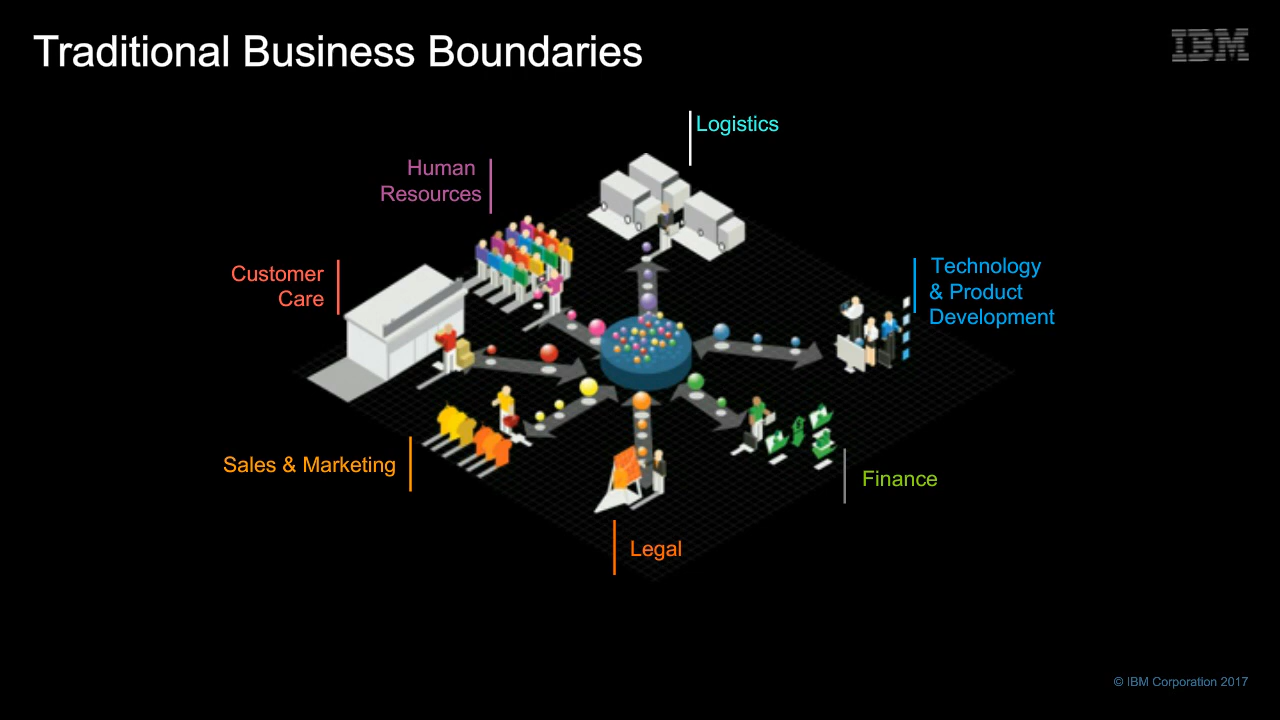 Traditional Business Boundaries
IBM
Logistics
Human
Resources
Customer
Care
Technology
& Product
Development
Sales & Marketing
Finance
Legal
© IBM Corporation 2017